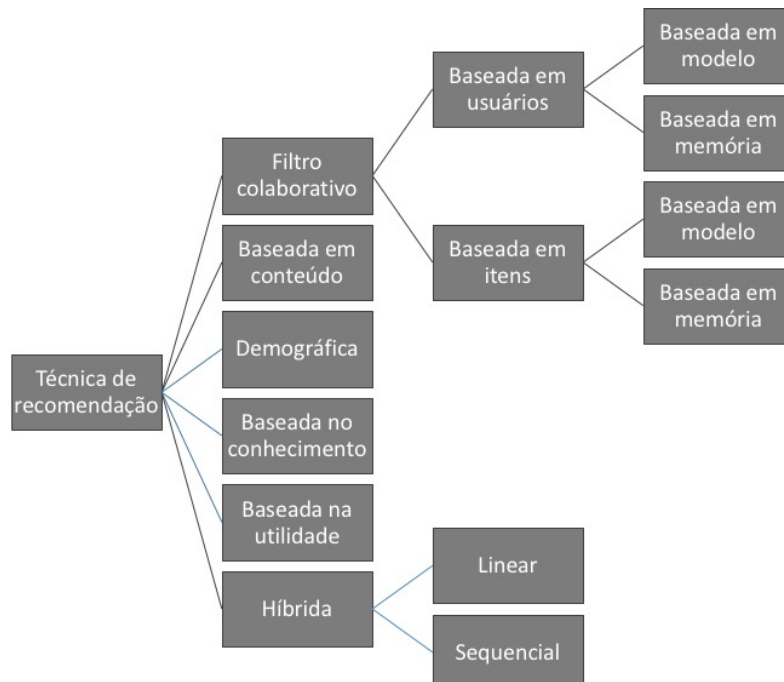 Técnica de
recomendação
Filtro
colaborativo
Baseada em
usuários
Baseada em
modelo
Baseada em
memória
Baseada em
itens
Baseada em
modelo
Baseada em
memória
Baseada em
conteúdo
Demográfica
Baseada no
conhecimento
Baseada na
utilidade
Híbrida
Linear
Sequencial